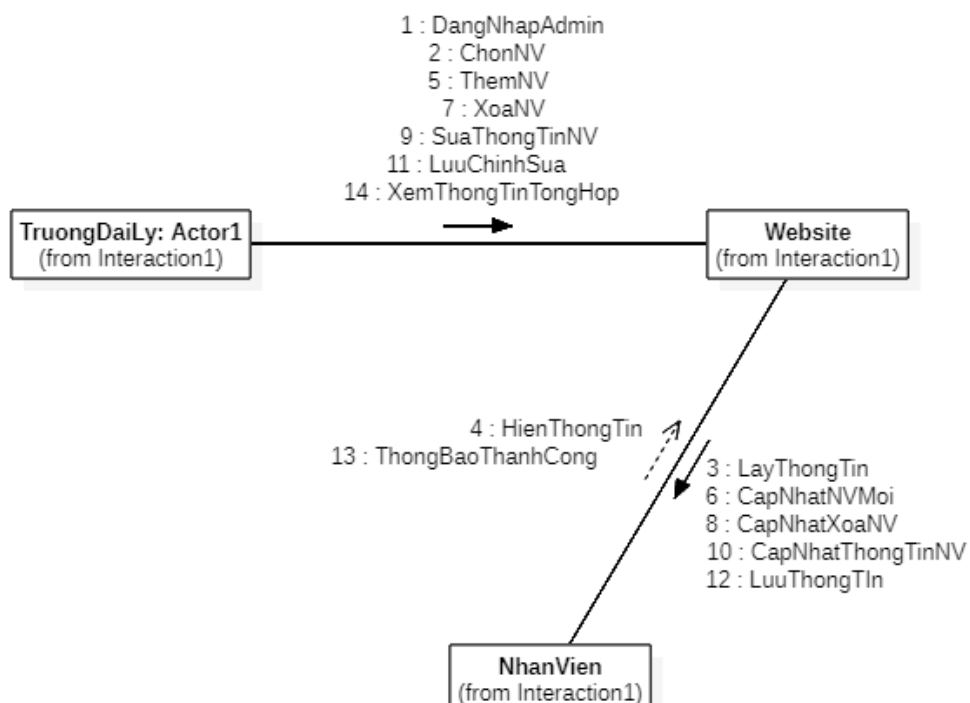 1 : DangNhapAdmin
2 : ChonNV
5 : ThemNV
7 : XoaNV
9 : SuaThongTinNV
11 : LuuChinhSua
14 : XemThongTinTongHop
TruongDaiLy: Actor1
(from Interaction1)
Website
(from Interaction1)
4 : HienThongTin
13 : ThongBaoThanhCong
3 : LayThongTin
6 : CapNhatNVMoi
8 : CapNhatXoaNV
10 : CapNhatThongTinNV
12 : LuuThongTIn
NhanVien
(from Interaction1)